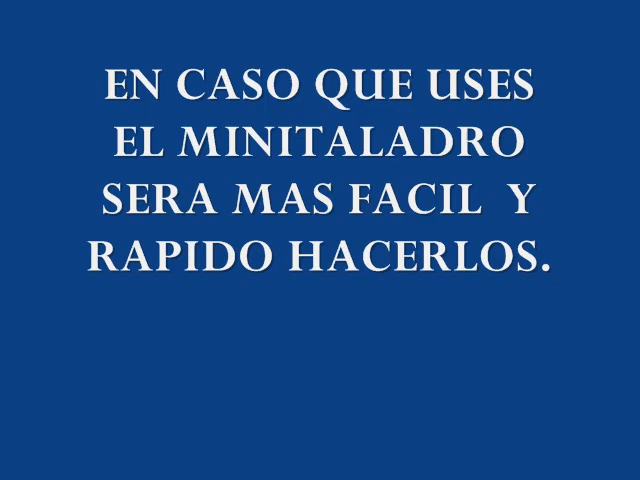 EN CASO QUE USES
EL MINITALADRO
SERA MAS FACIL Y
RAPIDO HACERLOS.